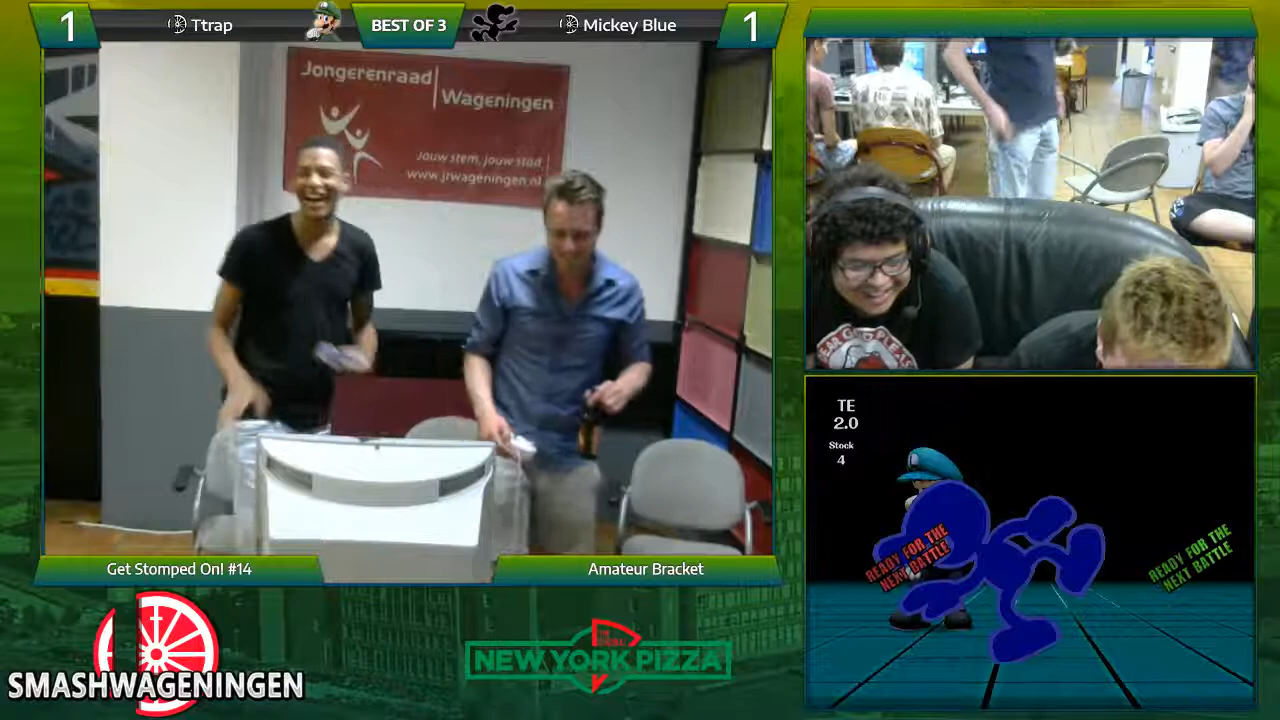 1
Ttrap
BEST OF 3
Mickey Blue
1
Jongerenraad
Wageningen
Jouw stem, jouw stad
www.jrwageningen.nl
BEAR PLEASE
TE
2.0
Stock
4
READY FOR THE
NEXT BATTLE
READY FOR THE
NEXT BATTLE
Get Stomped On! #14
Amateur Bracket
SMASHWAGENINGEN
NEW YORK PIZZA